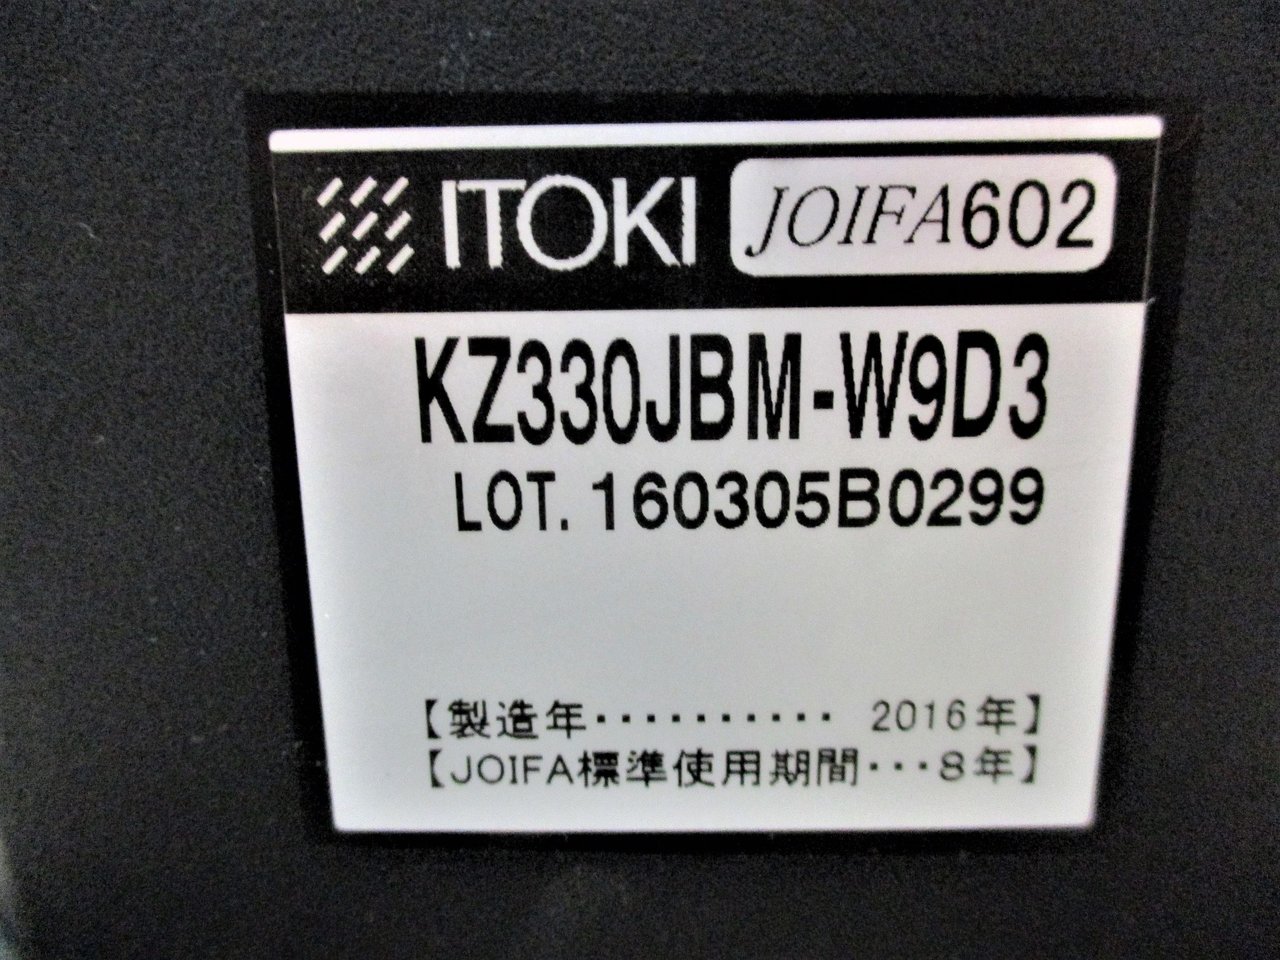 ITOKI JOIFA602
KZ330JBM-W9D3
LOT. 160305B0299
【製造年・・・・・・・・・・ 2016年】
【JOIFA標準使用期間・・・8年】